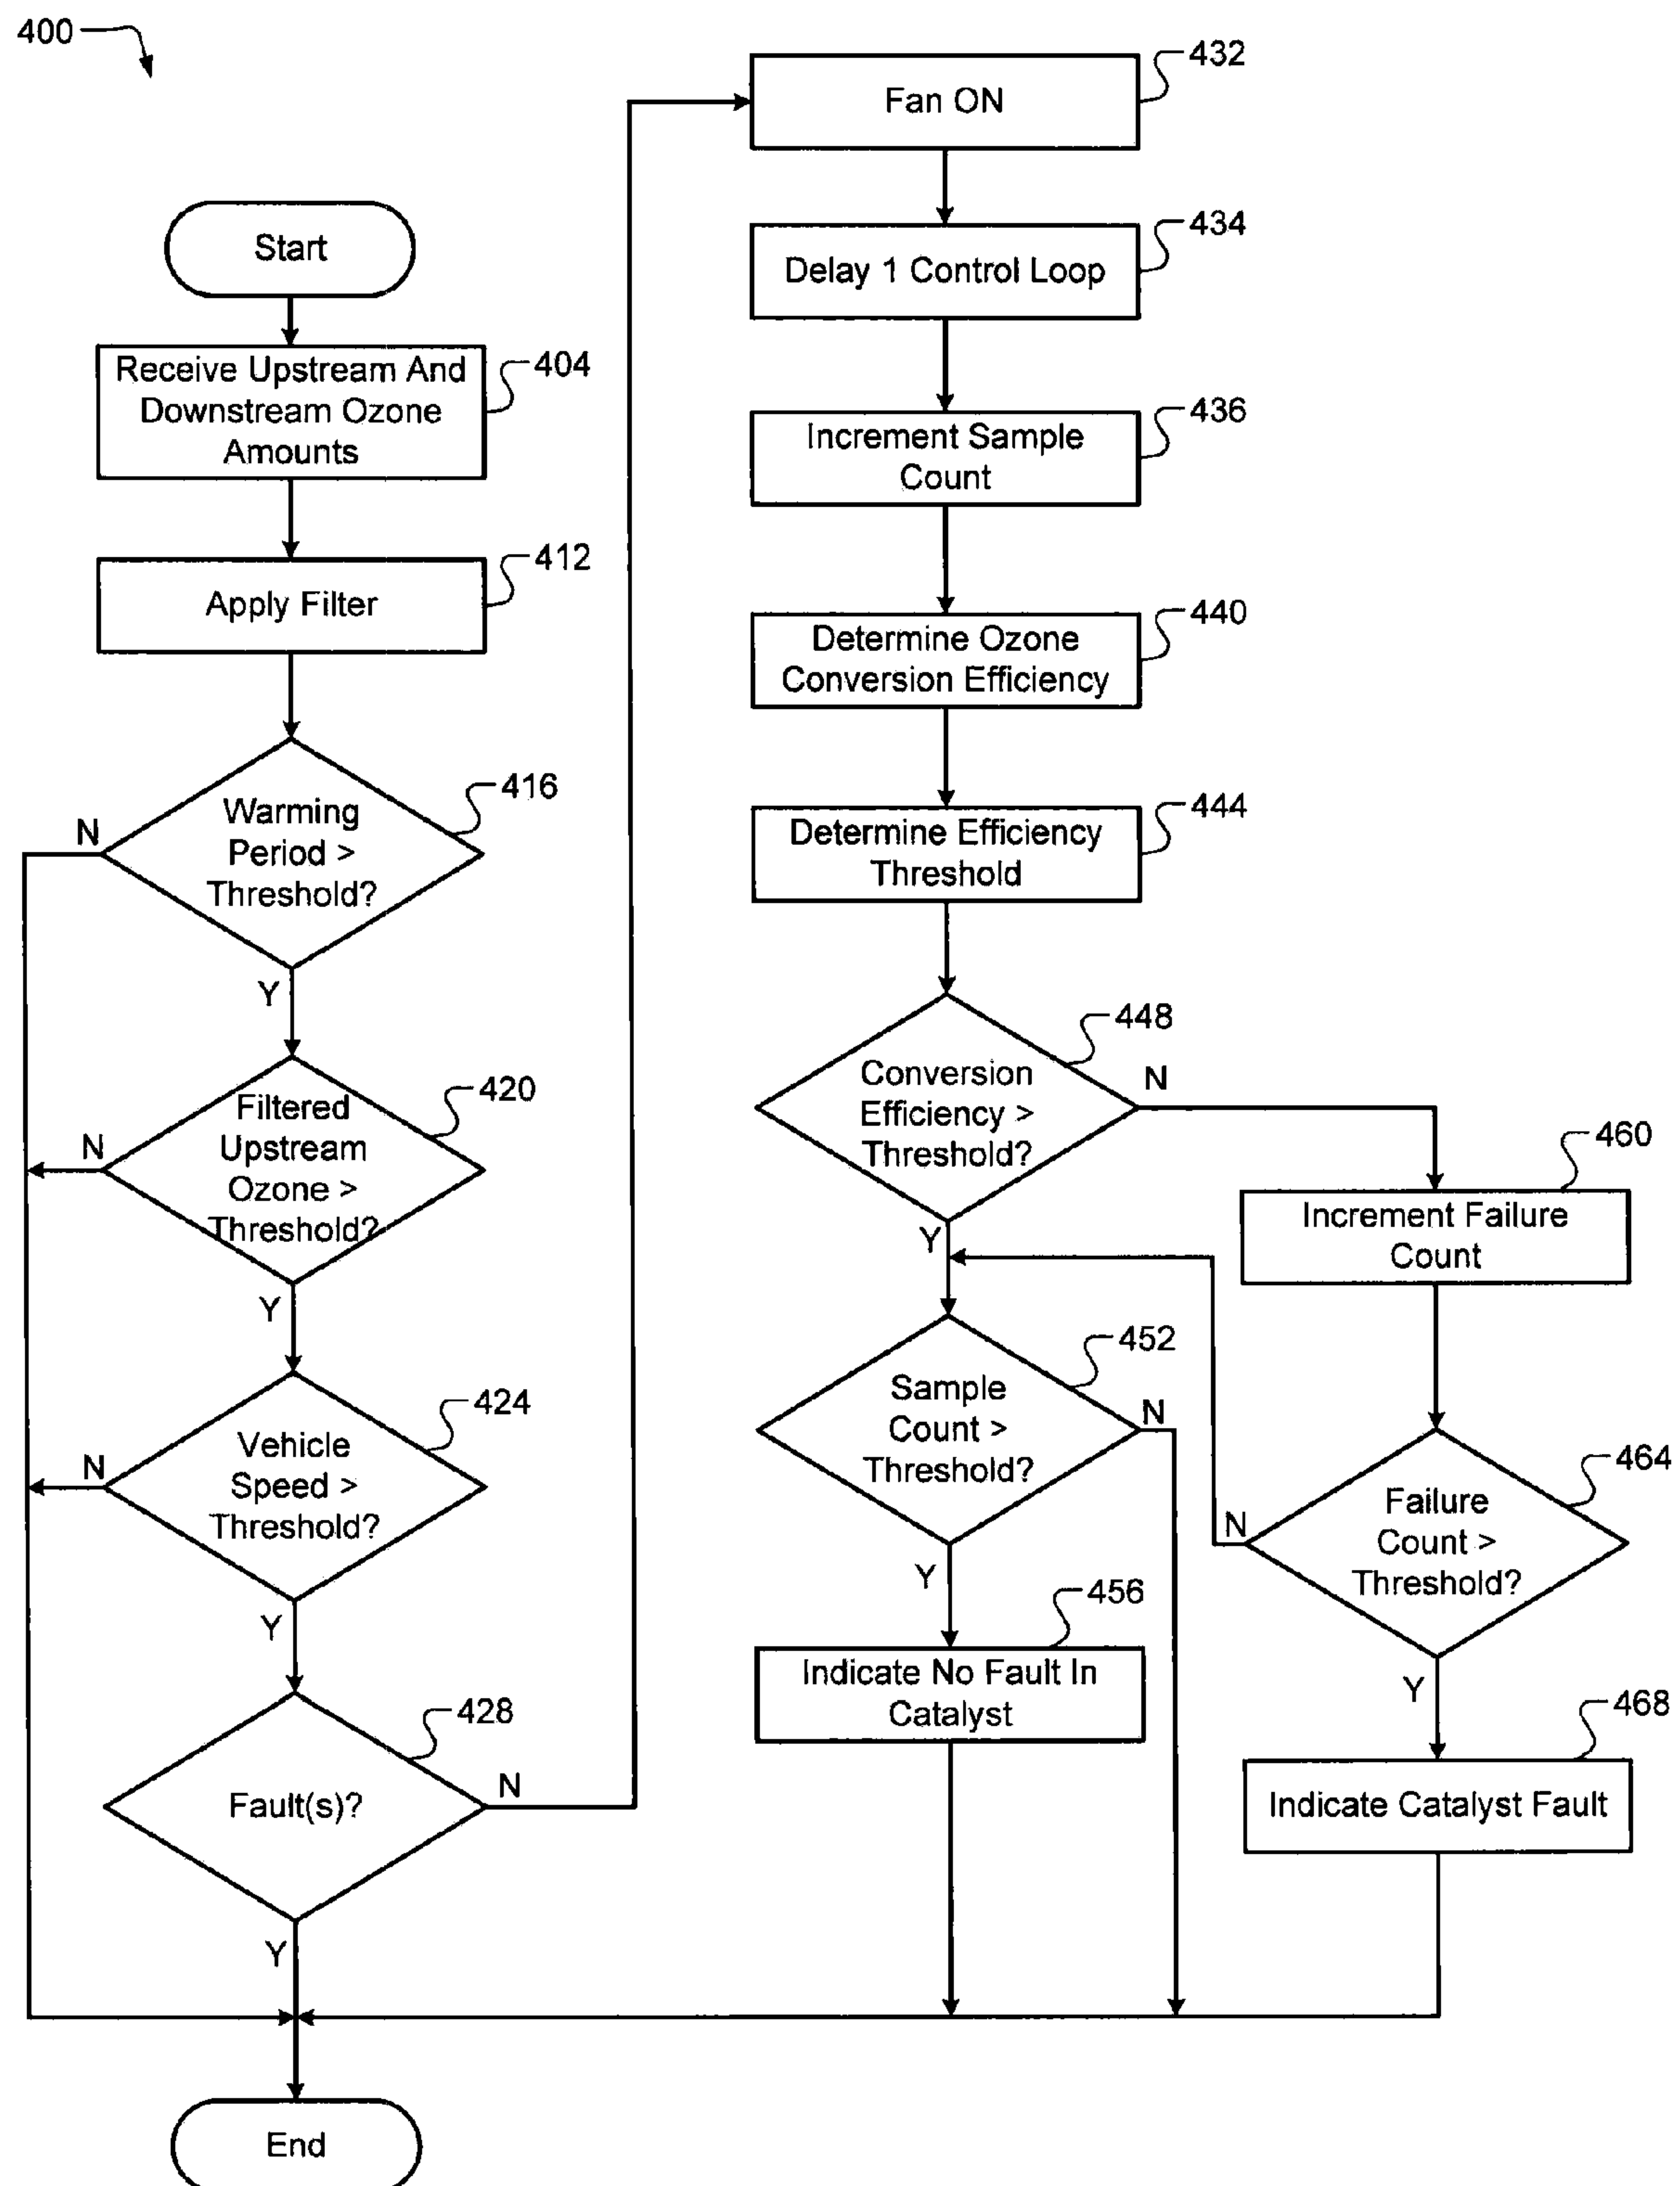 400
Start
Receive Upstream And
Downstream Ozone
Amounts
404
Apply Filter
412
Warming
Period >
Threshold?
416
N
Y
Filtered
Upstream
Ozone >
Threshold?
420
N
Y
Vehicle
Speed >
Threshold?
424
N
Y
Fault(s)?
428
N
Y
End
Fan ON
432
Delay 1 Control Loop
434
Increment Sample
Count
436
Determine Ozone
Conversion Efficiency
440
Determine Efficiency
Threshold
444
Conversion
Efficiency >
Threshold?
448
N
Y
Sample
Count >
Threshold?
452
N
Y
Indicate No Fault In
Catalyst
456
Increment Failure
Count
460
Failure
Count >
Threshold?
464
N
Y
Indicate Catalyst Fault
468